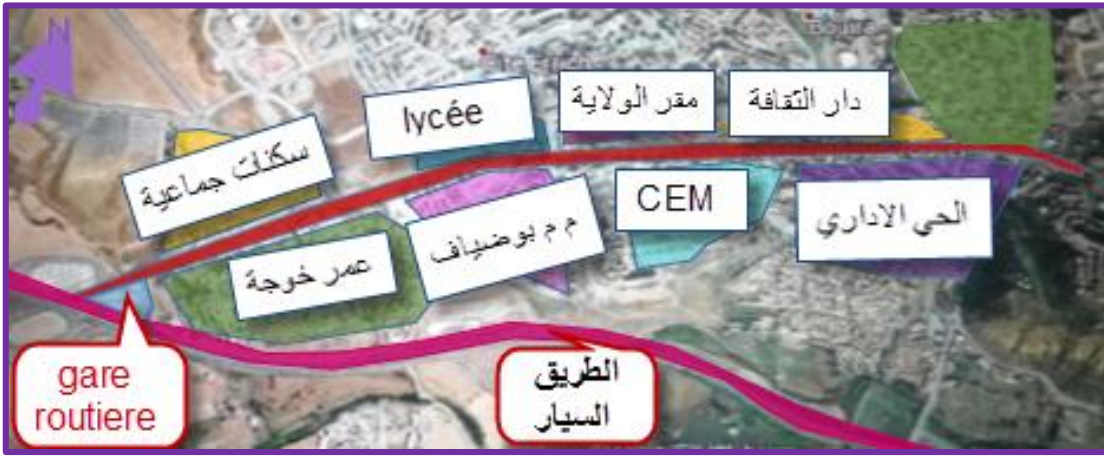 N
lycée
مقر الولاية
دار الثقافة
سكنات جماعية
CEM
الحي الاداري
م م بوضياف
عمر خوجة
gare
routiere
الطريق
السيار